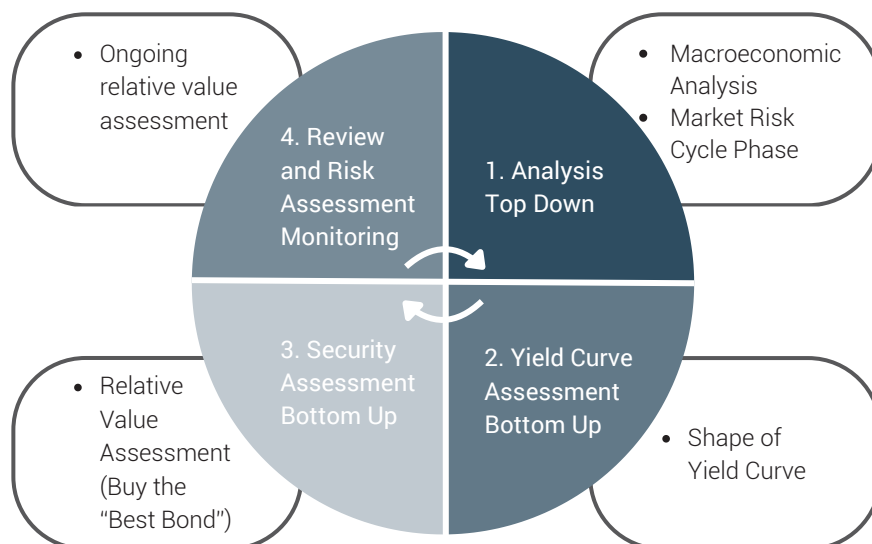 • Ongoing
relative value
assessment
• Macroeconomic
Analysis
• Market Risk
Cycle Phase
4. Review
and Risk
Assessment
Monitoring
1. Analysis
Top Down
3. Security
Assessment
Bottom Up
2. Yield Curve
Assessment
Bottom Up
• Relative
Value
Assessment
(Buy the
“Best Bond”)
• Shape of
Yield Curve